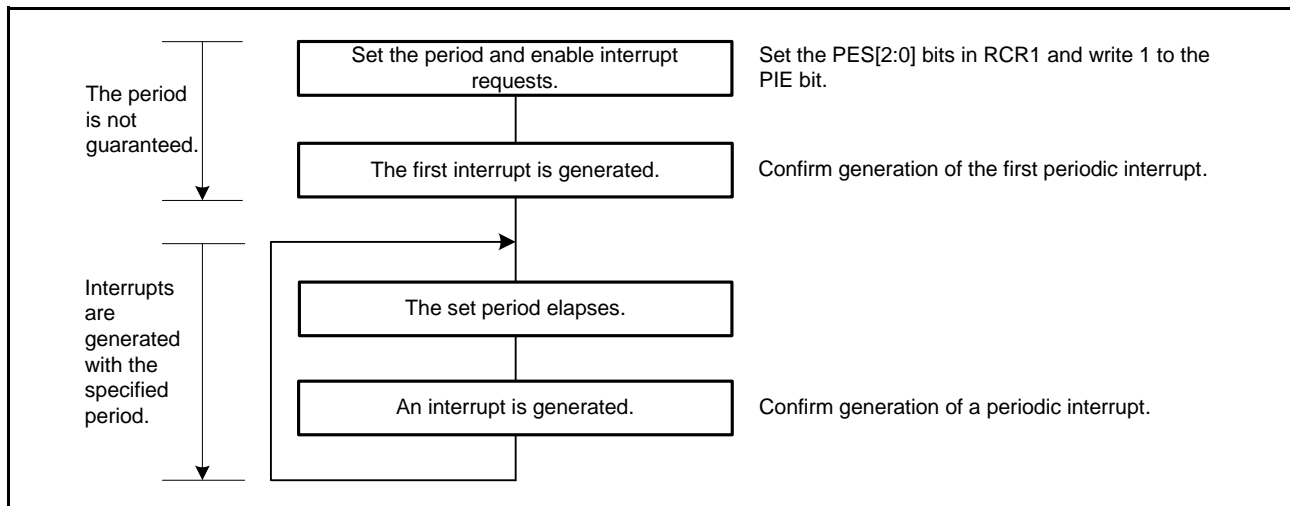 Set the period and enable interrupt
requests.
Set the PES[2:0] bits in RCR1 and write 1 to the
PIE bit.
The period
is not
guaranteed.
The first interrupt is generated.
Confirm generation of the first periodic interrupt.
Interrupts
are
generated
with the
specified
period.
The set period elapses.
An interrupt is generated.
Confirm generation of a periodic interrupt.